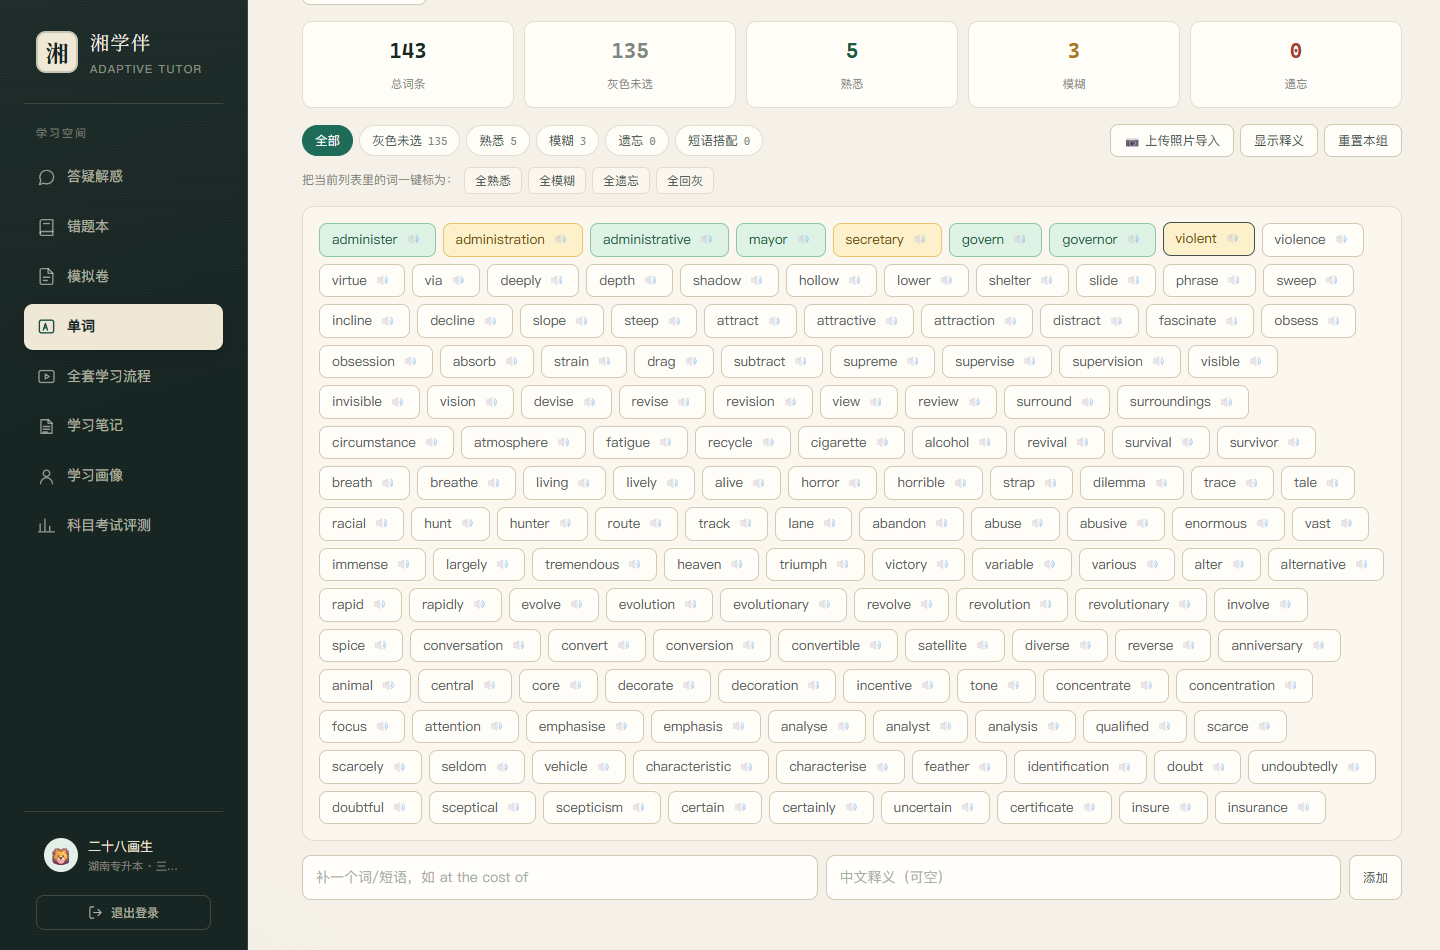 湘
湘学伴
ADAPTIVE TUTOR
学习空间
答疑解惑
错题本
模拟卷
单词
全套学习流程
学习笔记
学习画像
科目考试评测
二十八画生
湖南专升本 · 三...
退出登录
143 135 5 3 0
总词条 灰色未选 熟悉 模糊 遗忘
全部 灰色未选 135 熟悉 5 模糊 3 遗忘 0 短语搭配 0 上传照片导入 显示释义 重置本组
把当前列表里的词一键标为: 全熟悉 全模糊 全遗忘 全回灰
administer administration administrative mayor secretary govern governor violent violence
virtue via deeply depth shadow hollow lower shelter slide phrase sweep
incline decline slope steep attract attractive attraction distract fascinate obsess
obsession absorb strain drag subtract supreme supervise supervision visible
invisible vision devise revise revision view review surround surroundings
circumstance atmosphere fatigue recycle cigarette alcohol revival survival survivor
breath breathe living lively alive horror horrible strap dilemma trace tale
racial hunt hunter route track lane abandon abuse abusive enormous vast
immense largely tremendous heaven triumph victory variable various alter alternative
rapid rapidly evolve evolution evolutionary revolve revolution revolutionary involve
spice conversation convert conversion convertible satellite diverse reverse anniversary
animal central core decorate decoration incentive tone concentrate concentration
focus attention emphasise emphasis analyse analyst analysis qualified scarce
scarcely seldom vehicle characteristic characterise feather identification doubt undoubtedly
doubtful sceptical scepticism certain certainly uncertain certificate insure insurance
补一个词/短语，如 at the cost of 中文释义（可空） 添加